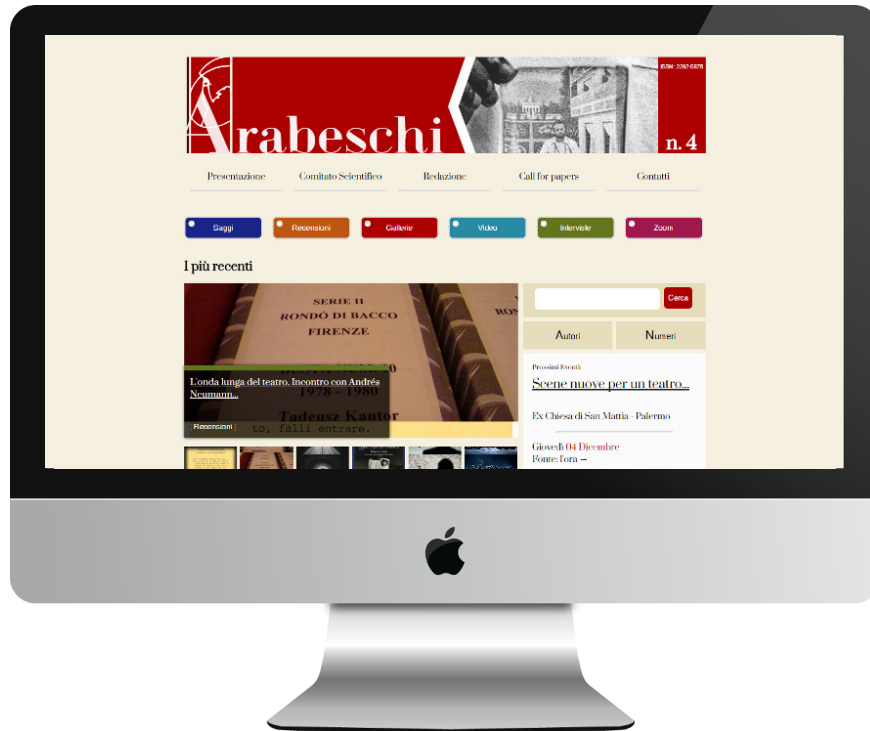 ISSN: 2282-0876
Arabeschi
n. 4
Presentazione Comitato Scientifico Redazione Call for papers Contatti
Saggi Recensioni Gallerie Video Interviste Zoom
I più recenti
Cerca
SERIE II
RONDÓ DI BACCO
FIRENZE
Autori Numeri
1978 - 1980
Tadeusz Kantor
L'onda lunga del teatro. Incontro con Andrés
Neumann...
Recensioni
to, falli entrare.
Prossimi Eventi
Scene nuove per un teatro...
Ex Chiesa di San Mattia - Palermo
Giovedì 04 Dicembre
Fonte: l'ora –